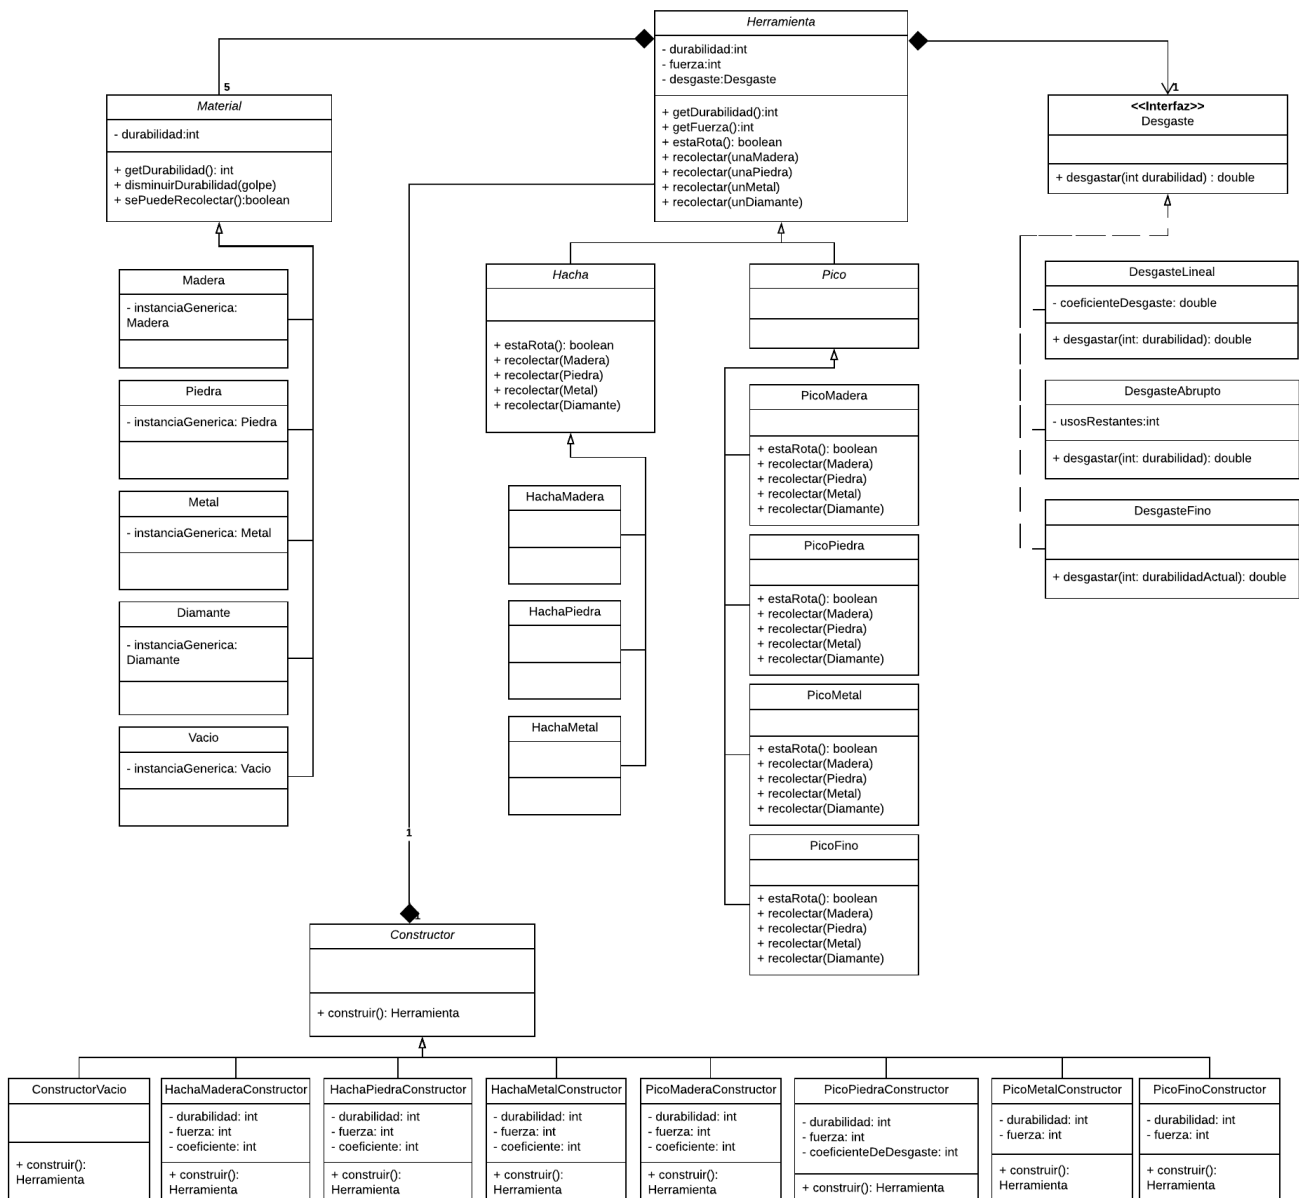 Herramienta
- durabilidad:int
- fuerza:int
- desgaste:Desgaste
+ getDurabilidad():int
+ getFuerza():int
+ estaRota(): boolean
+ recolectar(unaMadera)
+ recolectar(unaPiedra)
+ recolectar(unMetal)
+ recolectar(unDiamante)
5
Material
- durabilidad:int
+ getDurabilidad(): int
+ disminuirDurabilidad(golpe)
+ sePuedeRecolectar():boolean
1
<<Interfaz>>
Desgaste
+ desgastar(int durabilidad) : double
Madera
- instanciaGenerica:
Madera
Piedra
- instanciaGenerica: Piedra
Metal
- instanciaGenerica: Metal
Diamante
- instanciaGenerica:
Diamante
Vacio
- instanciaGenerica: Vacio
Hacha
+ estaRota(): boolean
+ recolectar(Madera)
+ recolectar(Piedra)
+ recolectar(Metal)
+ recolectar(Diamante)
HachaMadera
HachaPiedra
HachaMetal
Pico
PicoMadera
+ estaRota(): boolean
+ recolectar(Madera)
+ recolectar(Piedra)
+ recolectar(Metal)
+ recolectar(Diamante)
PicoPiedra
+ estaRota(): boolean
+ recolectar(Madera)
+ recolectar(Piedra)
+ recolectar(Metal)
+ recolectar(Diamante)
PicoMetal
+ estaRota(): boolean
+ recolectar(Madera)
+ recolectar(Piedra)
+ recolectar(Metal)
+ recolectar(Diamante)
PicoFino
+ estaRota(): boolean
+ recolectar(Madera)
+ recolectar(Piedra)
+ recolectar(Metal)
+ recolectar(Diamante)
DesgasteLineal
- coeficienteDesgaste: double
+ desgastar(int: durabilidad): double
DesgasteAbrupto
- usosRestantes:int
+ desgastar(int: durabilidad): double
DesgasteFino
+ desgastar(int: durabilidadActual): double
1
1
Constructor
+ construir(): Herramienta
ConstructorVacio
+ construir():
Herramienta
HachaMaderaConstructor
- durabilidad: int
- fuerza: int
- coeficiente: int
+ construir():
Herramienta
HachaPiedraConstructor
- durabilidad: int
- fuerza: int
- coeficiente: int
+ construir():
Herramienta
HachaMetalConstructor
- durabilidad: int
- fuerza: int
- coeficiente: int
+ construir():
Herramienta
PicoMaderaConstructor
- durabilidad: int
- fuerza: int
- coeficiente: int
+ construir():
Herramienta
PicoPiedraConstructor
- durabilidad: int
- fuerza: int
- coeficienteDeDesgaste: int
+ construir(): Herramienta
PicoMetalConstructor
- durabilidad: int
- fuerza: int
+ construir():
Herramienta
PicoFinoConstructor
- durabilidad: int
- fuerza: int
+ construir():
Herramienta